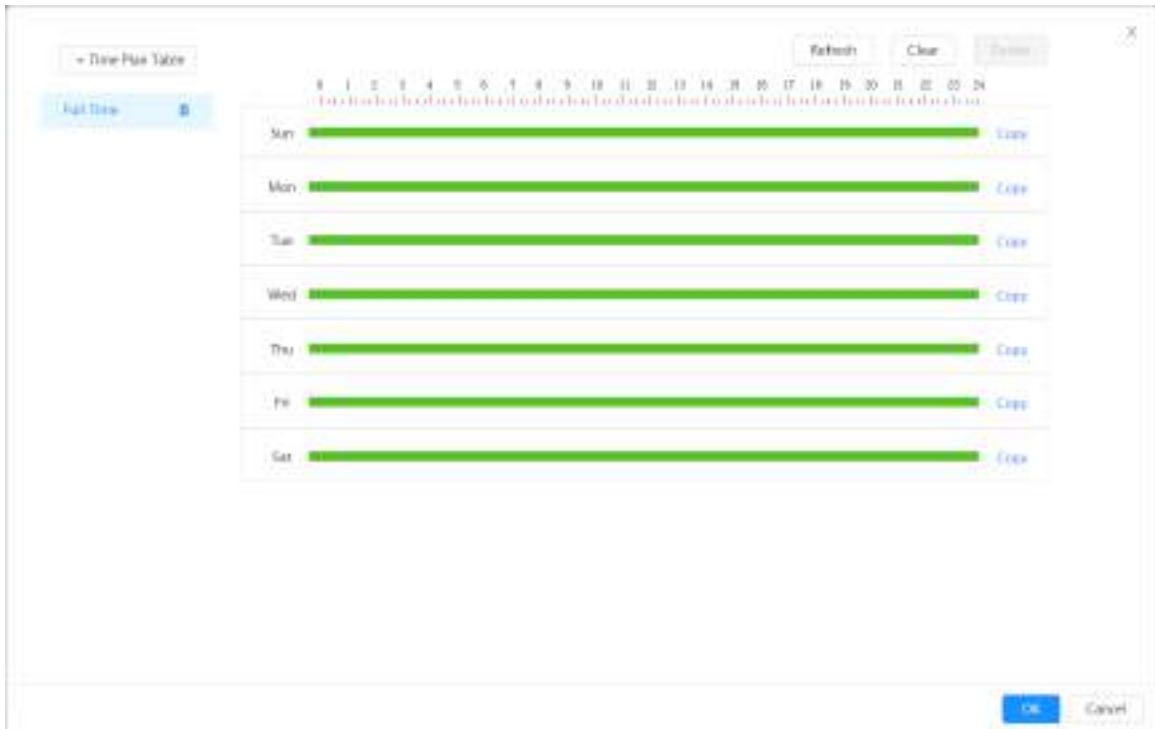 Refresh Clear Delete
+ Time Plan Table
0 1 2 3 4 5 6 7 8 9 10 11 12 13 14 15 16 17 18 19 20 21 22 23 24
Full Time
Sun Copy
Mon Copy
Tue Copy
Wed Copy
Thu Copy
Fri Copy
Sat Copy
OK Cancel